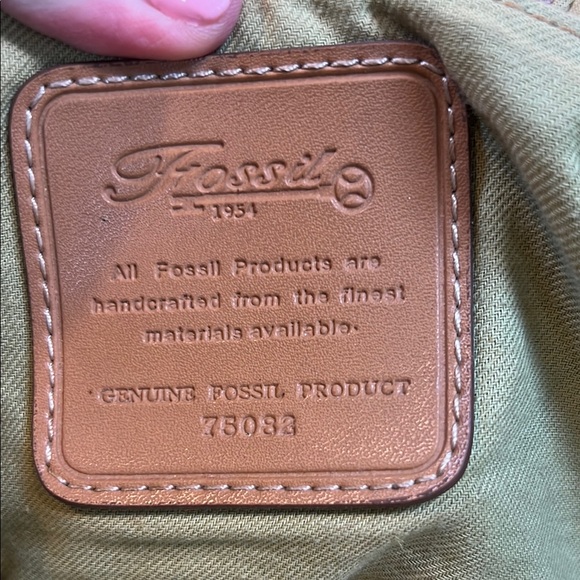 Fossil
1954
All Fossil Products are
handcrafted from the finest
materials available.
GENUINE FOSSIL PRODUCT
75082